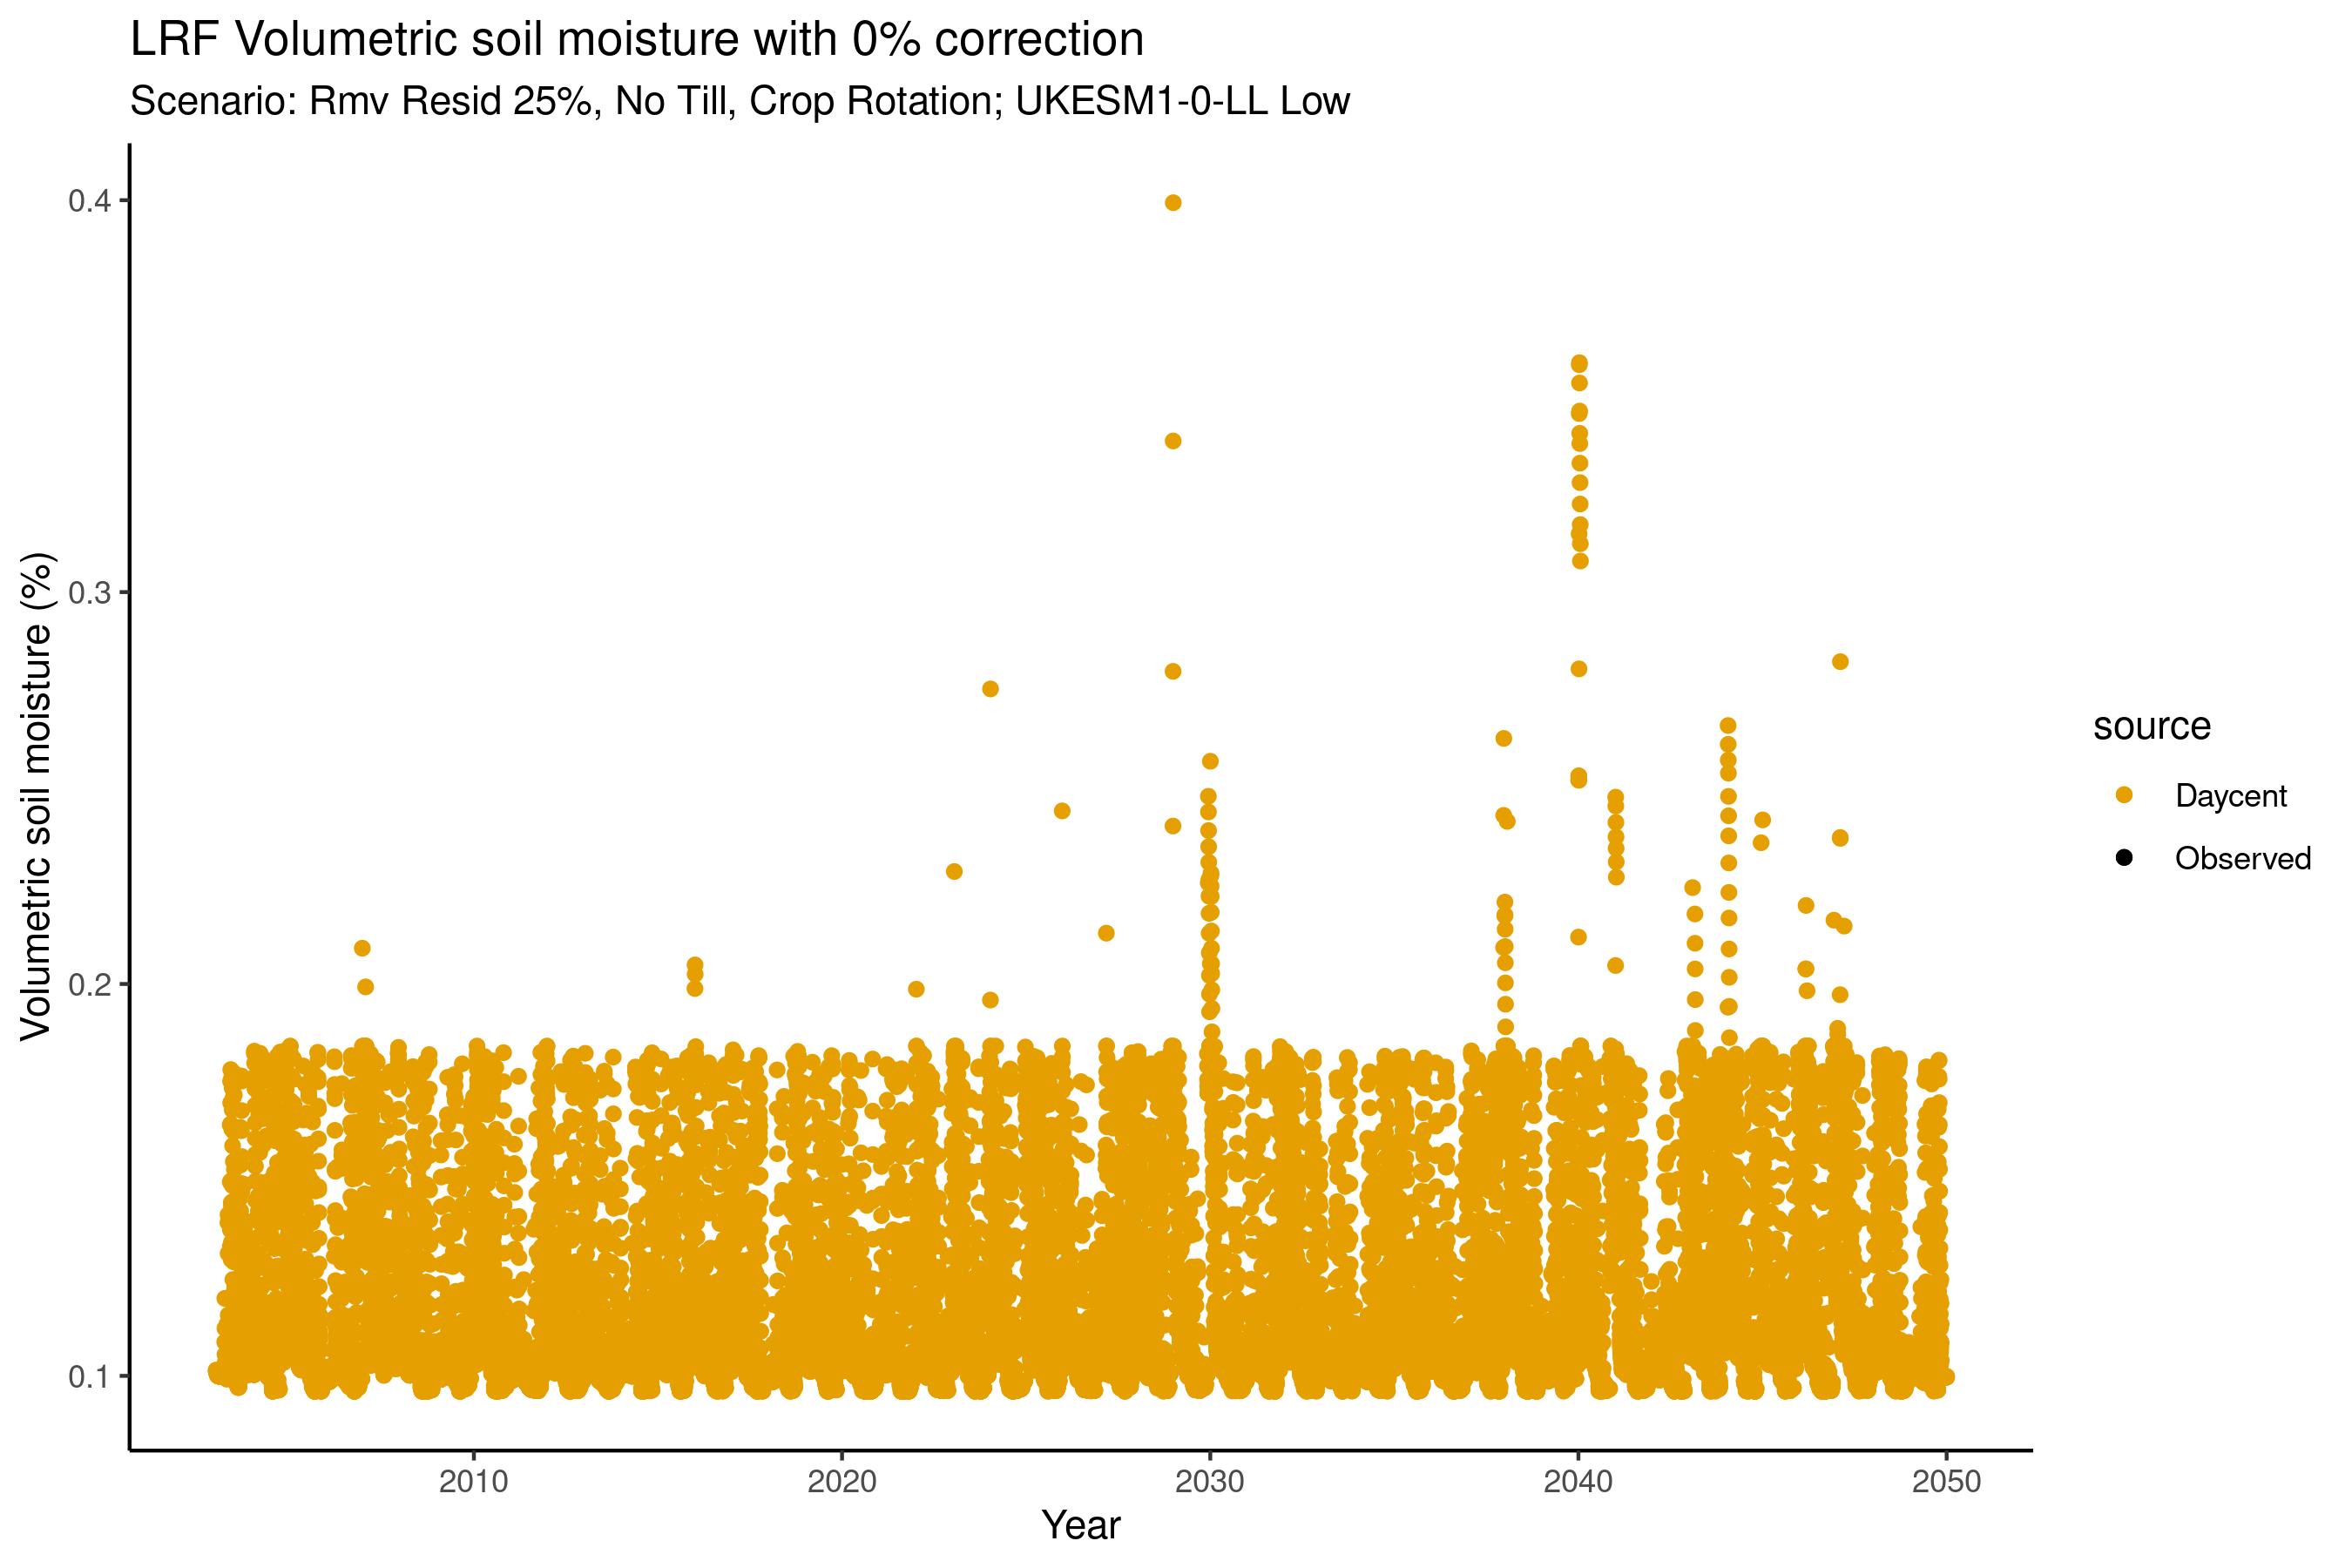 LRF Volumetric soil moisture with 0% correction
Scenario: Rmv Resid 25%, No Till, Crop Rotation; UKESM1-0-LL Low
Volumetric soil moisture (%)
0.4
0.3
0.2
0.1
2010
2020
2030
2040
2050
Year
source
Daycent
Observed